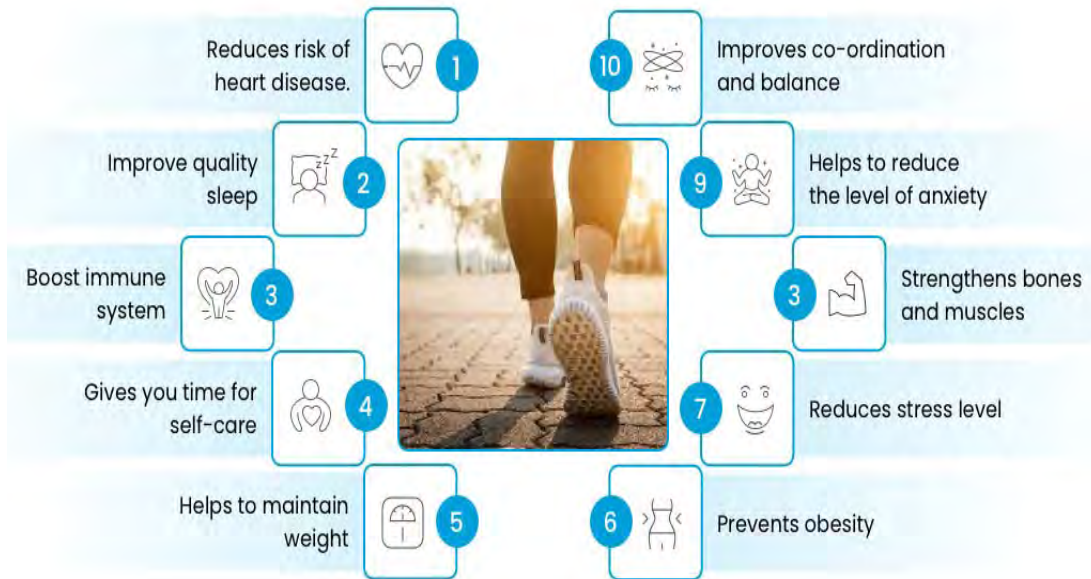 Reduces risk of
heart disease.
1
Improve quality
sleep
zzZ
2
Boost immune
system
3
Gives you time for
self-care
4
Helps to maintain
weight
5
10
Improves co-ordination
and balance
9
Helps to reduce
the level of anxiety
3
Strengthens bones
and muscles
7
Reduces stress level
6
Prevents obesity